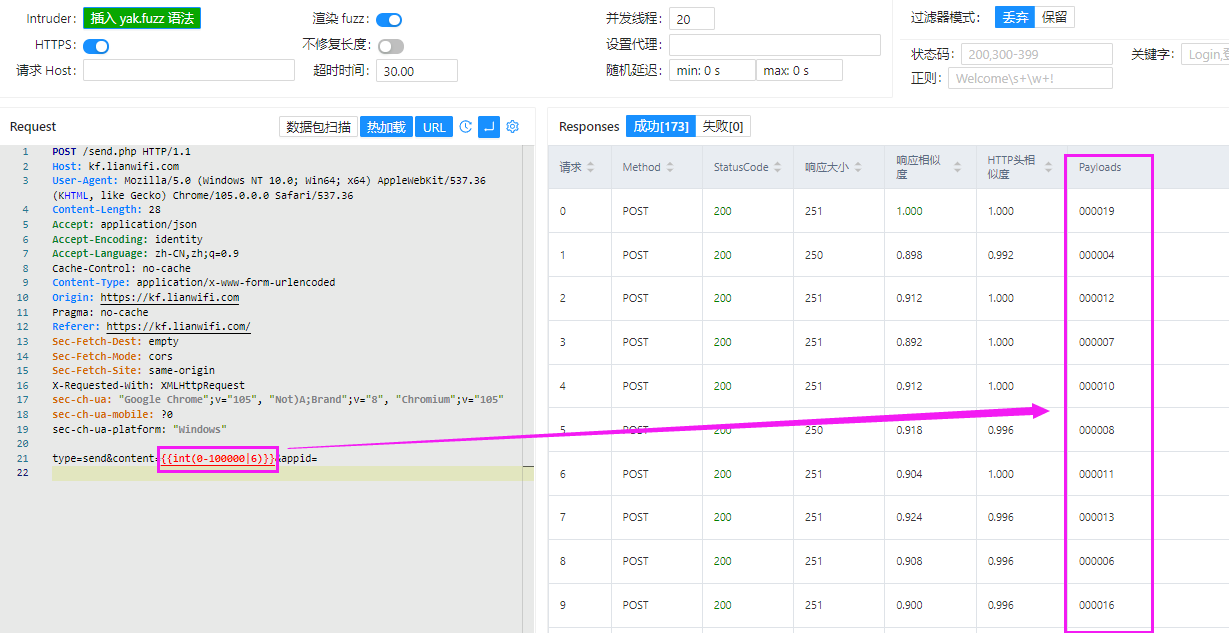 Intruder: 插入 yak.fuzz 语法
HTTPS:
请求 Host:
渲染 fuzz:
不修复长度:
超时时间: 30.00
并发线程: 20
设置代理:
随机延迟: min: 0 s max: 0 s
过滤器模式: 丢弃 保留
状态码: 200,300-399 关键字: Login,
正则: Welcome\s+\w+!
Request 数据包扫描 热加载 URL
1 POST /send.php HTTP/1.1
2 Host: kf.lianwifi.com
3 User-Agent: Mozilla/5.0 (Windows NT 10.0; Win64; x64) AppleWebKit/537.36
(KHTML, like Gecko) Chrome/105.0.0.0 Safari/537.36
4 Content-Length: 28
5 Accept: application/json
6 Accept-Encoding: identity
7 Accept-Language: zh-CN,zh;q=0.9
8 Cache-Control: no-cache
9 Content-Type: application/x-www-form-urlencoded
10 Origin: https://kf.lianwifi.com
11 Pragma: no-cache
12 Referer: https://kf.lianwifi.com/
13 Sec-Fetch-Dest: empty
14 Sec-Fetch-Mode: cors
15 Sec-Fetch-Site: same-origin
16 X-Requested-With: XMLHttpRequest
17 sec-ch-ua: "Google Chrome";v="105", "Not)A;Brand";v="8", "Chromium";v="105"
18 sec-ch-ua-mobile: ?0
19 sec-ch-ua-platform: "Windows"
20
21 type=send&content={{int(0-100000|6)}}&appid=
22
Responses 成功[173] 失败[0]
请求 Method StatusCode 响应大小 响应相似度 HTTP头相似度 Payloads
0 POST 200 251 1.000 1.000 000019
1 POST 200 250 0.898 0.992 000004
2 POST 200 251 0.912 1.000 000012
3 POST 200 251 0.892 1.000 000007
4 POST 200 251 0.912 1.000 000010
5 POST 200 250 0.918 0.996 000008
6 POST 200 251 0.904 1.000 000011
7 POST 200 251 0.924 0.996 000013
8 POST 200 251 0.908 0.996 000006
9 POST 200 251 0.900 0.996 000016